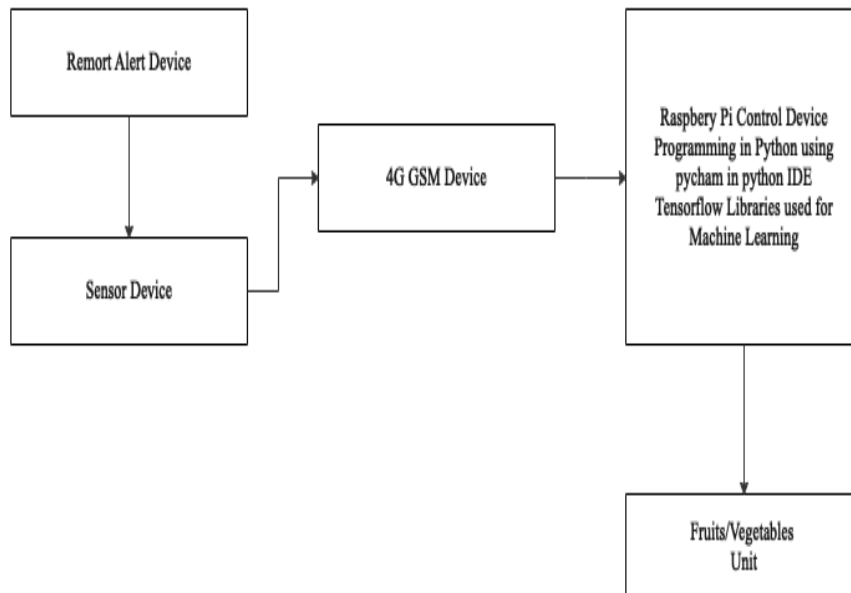 Remort Alert Device
Sensor Device
4G GSM Device
Raspbery Pi Control Device
Programming in Python using
pycham in python IDE
Tensorflow Libraries used for
Machine Learning
Fruits/Vegetables
Unit